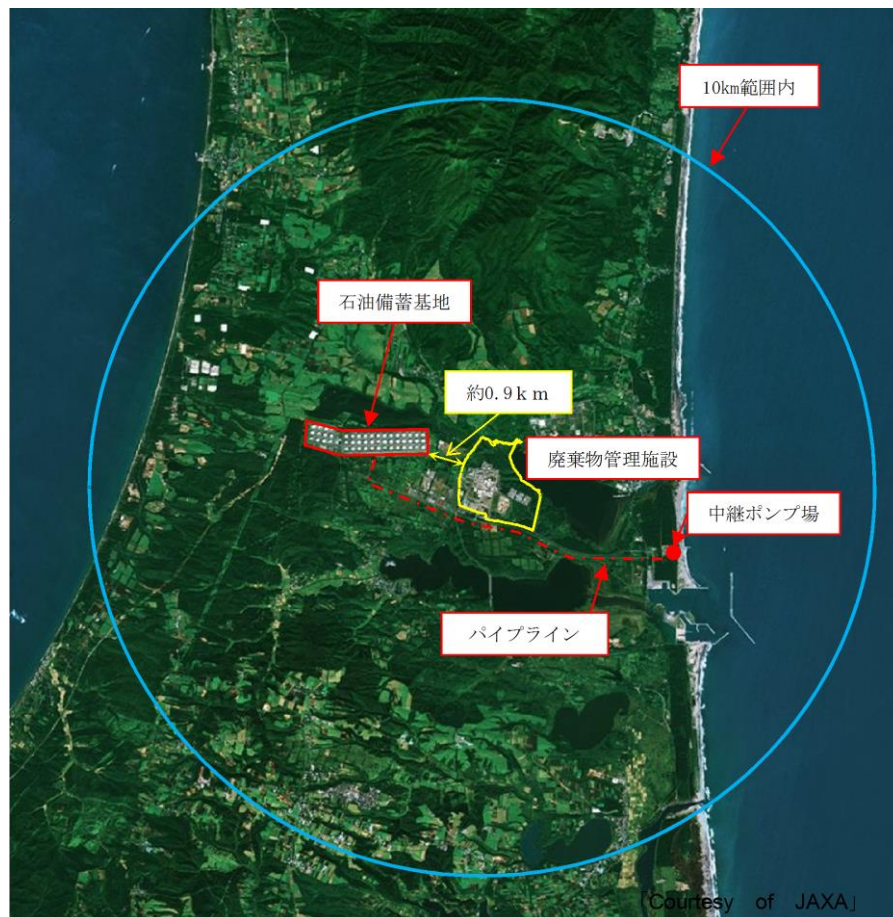 10km範囲内
石油備蓄基地
約0.9ｋｍ
廃棄物管理施設
中継ポンプ場
パイプライン
「Courtesy of JAXA」